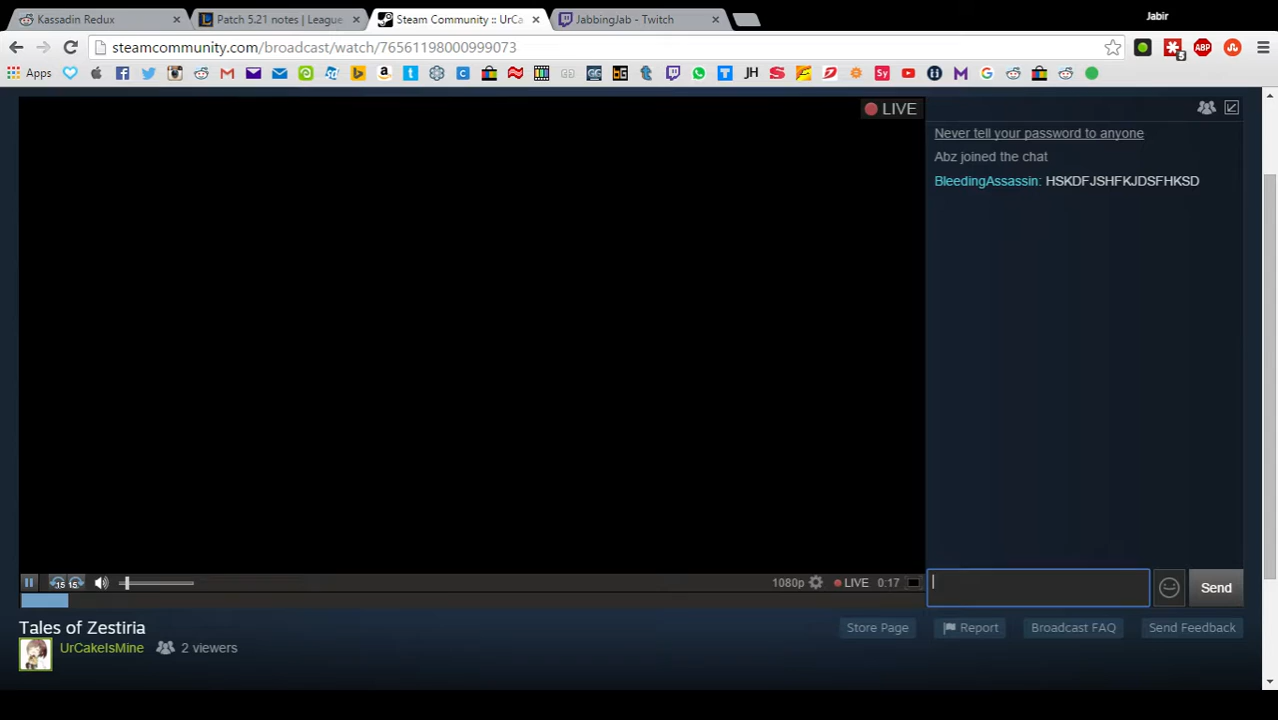 Jabir
Kassadin Redux
Patch 5.21 notes | League
Steam Community :: UrCa
JabbingJab - Twitch
steamcommunity.com/broadcast/watch/76561198000999073
Apps
LIVE
Never tell your password to anyone
Abz joined the chat
BleedingAssassin: HSKDFJSHFKJDSFHKSD
15 15
1080p
LIVE 0:17
Send
Tales of Zestiria
UrCakeIsMine
2 viewers
Store Page
Report
Broadcast FAQ
Send Feedback